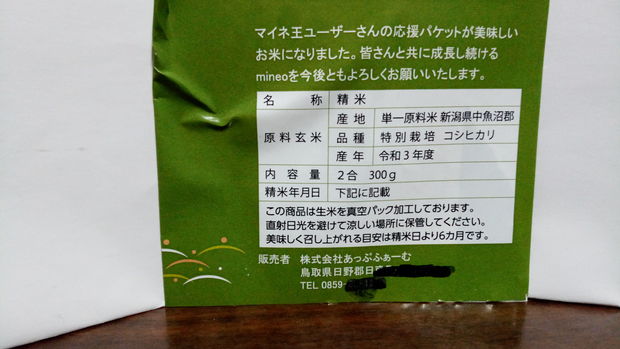 マイネ王ユーザーさんの応援パケットが美味しい
お米になりました。皆さんと共に成長し続ける
mineoを今後ともよろしくお願いいたします。
名 称 精米
原料玄米 産 地 単一原料米 新潟県中魚沼郡
品 種 特別栽培 コシヒカリ
産 年 令和3年度
内 容 量 2合 300g
精米年月日 下記に記載
この商品は生米を真空パック加工しております。
直射日光を避けて涼しい場所に保管してください。
美味しく召し上がれる目安は精米日より6カ月です。
販売者 株式会社あっぷふぁーむ
鳥取県日野郡日
TEL 0859-